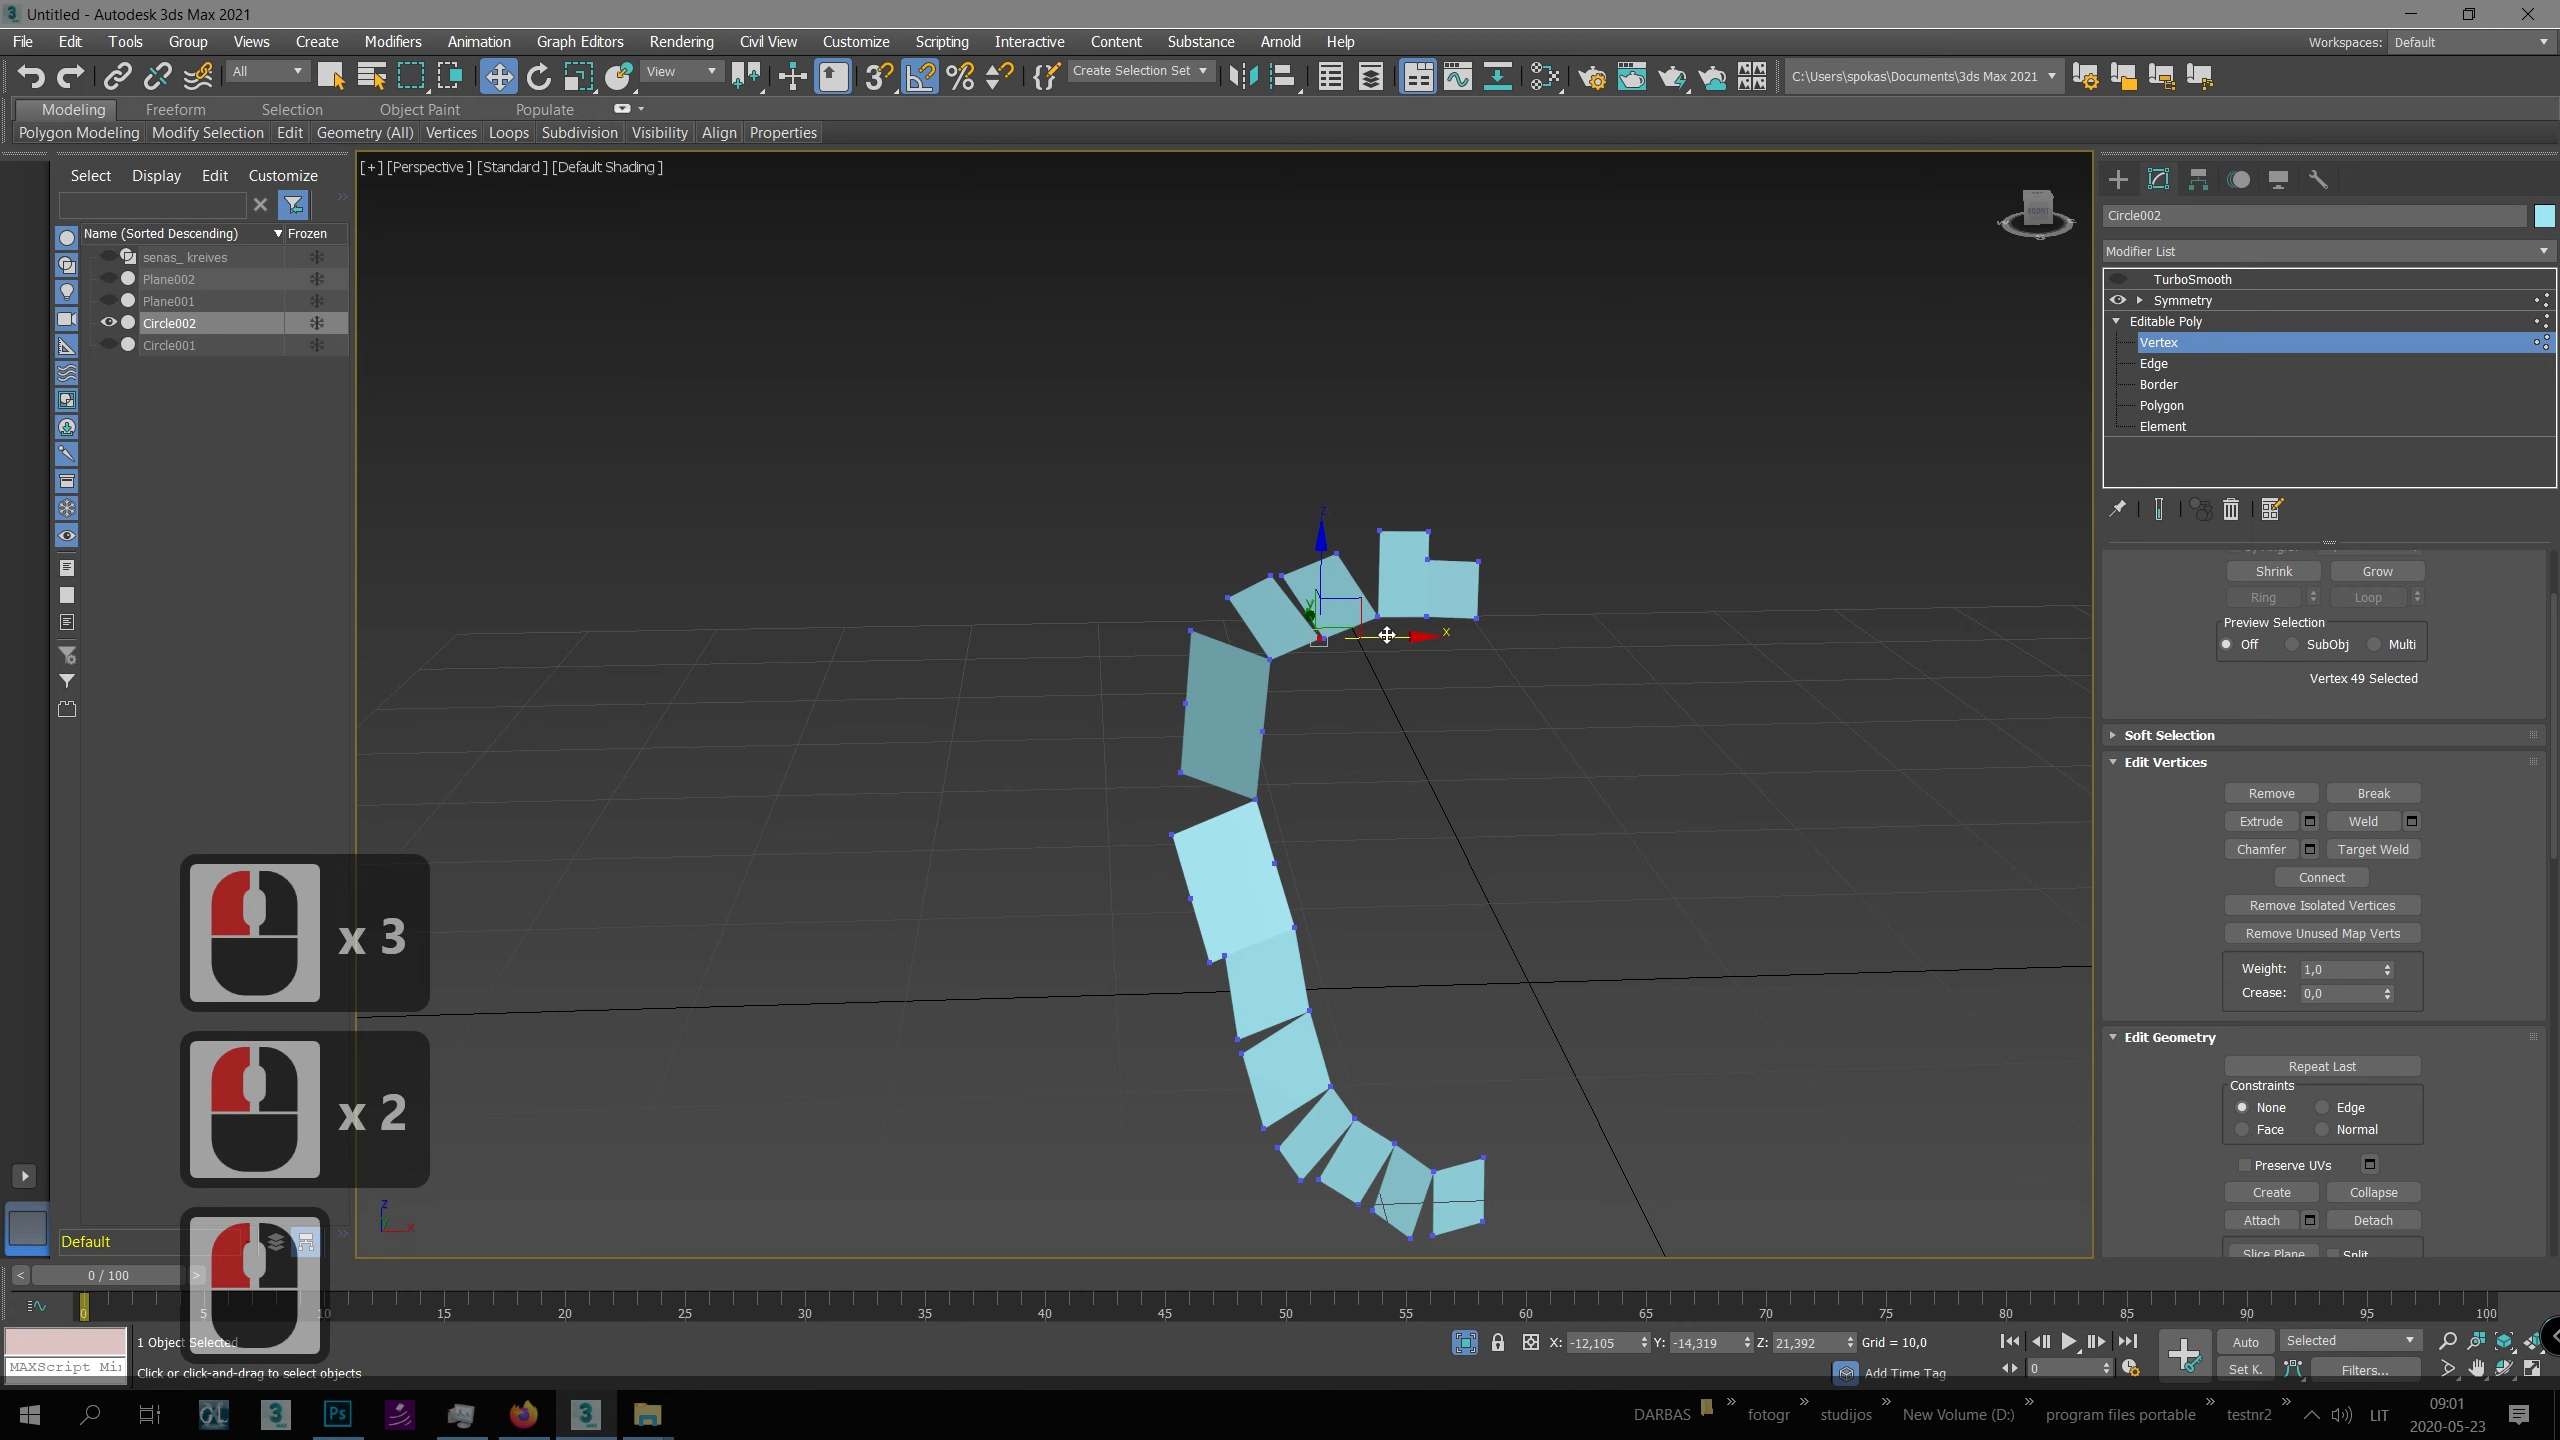 Untitled - Autodesk 3ds Max 2021
File Edit Tools Group Views Create Modifiers Animation Graph Editors Rendering Civil View Customize Scripting Interactive Content Substance Arnold Help
Workspaces: Default
All
View
Create Selection Set
C:\Users\spokas\Documents\3ds Max 2021
Modeling Freeform Selection Object Paint Populate
Polygon Modeling Modify Selection Edit Geometry (All) Vertices Loops Subdivision Visibility Align Properties
Select Display Edit Customize
Name (Sorted Descending) Frozen
senas_ kreives
Plane002
Plane001
Circle002
Circle001
[+] [Perspective ] [Standard ] [Default Shading ]
FRONT
z
x
y
x 3
x 2
Default
Circle002
Modifier List
TurboSmooth
Symmetry
Editable Poly
Vertex
Edge
Border
Polygon
Element
Shrink Grow
Ring Loop
Preview Selection
Off SubObj Multi
Vertex 49 Selected
Soft Selection
Edit Vertices
Remove Break
Extrude Weld
Chamfer Target Weld
Connect
Remove Isolated Vertices
Remove Unused Map Verts
Weight: 1,0
Crease: 0,0
Edit Geometry
Repeat Last
Constraints
None Edge
Face Normal
Preserve UVs
Create Collapse
Attach Detach
Slice Plane Split
0 / 100
0 5 10 15 20 25 30 35 40 45 50 55 60 65 70 75 80 85 90 95 100
1 Object Selected
X: -12,105 Y: -14,319 Z: 21,392 Grid = 10,0
Auto Selected
MAXScript Mi
Click or click-and-drag to select objects
Add Time Tag
0
Set K. Filters...
DARBAS » fotogr » studijos » New Volume (D:) » program files portable » testnr2 » LIT
09:01
2020-05-23